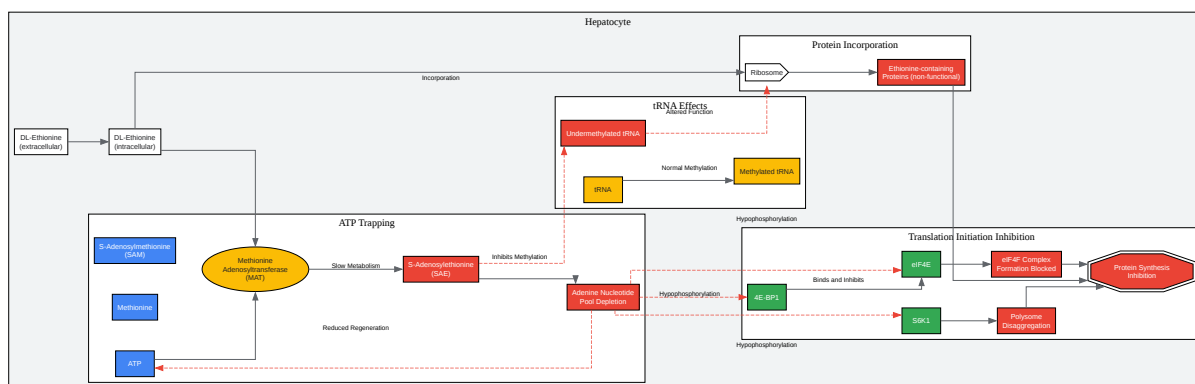 Hepatocyte
Protein Incorporation
Ribosome
Ethionine-containing
Proteins (non-functional)
Incorporation
tRNA Effects
Altered Function
Undermethylated tRNA
DL-Ethionine
(extracellular)
DL-Ethionine
(intracellular)
Normal Methylation
Methylated tRNA
tRNA
ATP Trapping
Hypophosphorylation
Translation Initiation Inhibition
S-Adenosylmethionine
(SAM)
Methionine
Adenosyltransferase
(MAT)
Slow Metabolism
S-Adenosylethionine
(SAE)
Inhibits Methylation
eIF4E
eIF4F Complex
Formation Blocked
Protein Synthesis
Inhibition
Binds and Inhibits
Adenine Nucleotide
Pool Depletion
Hypophosphorylation
4E-BP1
Methionine
S6K1
Polysome
Disaggregation
Reduced Regeneration
Hypophosphorylation
ATP